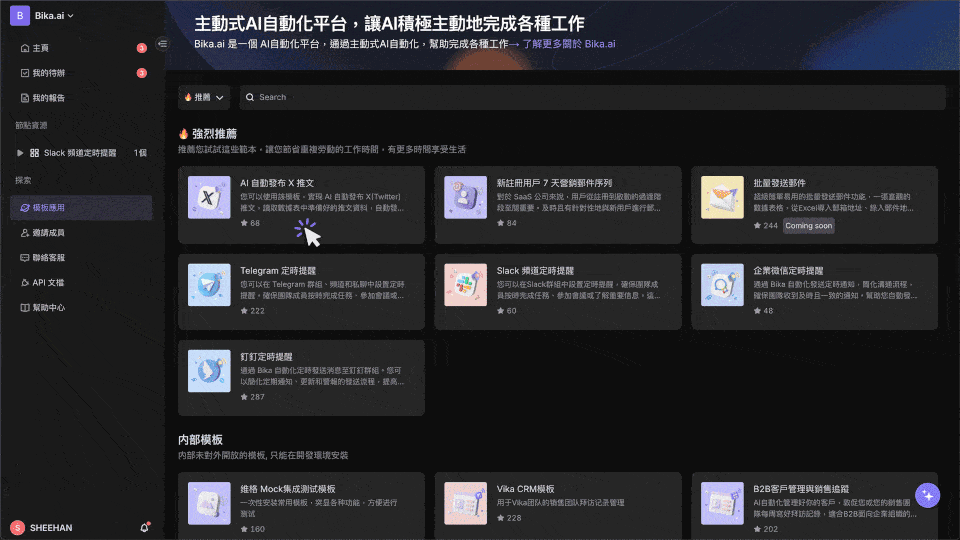 B
Bika.ai
主頁
3
我的待辦
3
我的報告
節點資源
Slack 頻道定時提醒
1個
探索
模板應用
邀請成員
聯絡客服
API 文檔
幫助中心
S
SHEEHAN
主動式AI自動化平台，讓AI積極主動地完成各種工作
Bika.ai 是一個 AI自動化平台，通過主動式AI自動化，幫助完成各種工作→ 了解更多關於 Bika.ai
推薦
Search
強烈推薦
推薦您試試這些範本，讓您節省重複勞動的工作時間，有更多時間享受生活
AI 自動發布 X 推文
您可以使用該模板，實現 AI 自動發布 X(Twitter)
推文。讀取數據表中準備好的推文資料，自動發...
68
新註冊用戶 7 天營銷郵件序列
對於 SaaS 公司來說，用戶從註冊到啟動的過渡階
段至關重要。及時且有針對性地與新用戶進行郵...
84
批量發送郵件
超級簡單易用的批量發送郵件功能，一張直觀的
數據表格，從Excel導入郵箱地址、錄入郵件地...
244
Coming soon
Telegram 定時提醒
您可以在 Telegram 群組、頻道和私聊中設置定時
提醒。確保團隊成員按時完成任務、參加會議或...
222
Slack 頻道定時提醒
您可以在Slack群組中設置定時提醒，確保團隊成
員按時完成任務、參加會議或了解重要信息。這...
60
企業微信定時提醒
通過 Bika 自動化發送定時通知，簡化溝通流程，
確保團隊收到及時且一致的通知。幫助您自動發...
48
釘釘定時提醒
通過 Bika 自動化定時發送消息至釘釘群組。您可
以簡化定期通知、更新和警報的發送流程，提高...
287
内部模板
内部未對外開放的模板, 只能在開發環境安裝
維格 Mock集成測試模板
一次性安裝常用模板，突显各种功能，方便进行
测试
160
Vika CRM模板
用于Vika团队的销售团队拜访记录管理
228
B2B客戶管理與銷售追蹤
AI自動化管理好你的客戶，敦促您或您的銷售團
隊每周寫好拜訪記錄，適合B2B面向企業組織的...
202